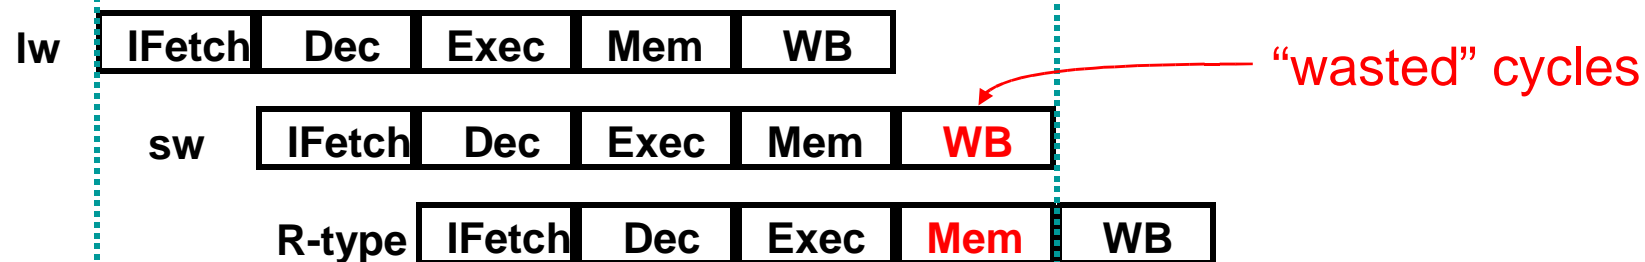 lw IFetch Dec Exec Mem WB
“wasted” cycles
sw IFetch Dec Exec Mem WB
R-type IFetch Dec Exec Mem WB